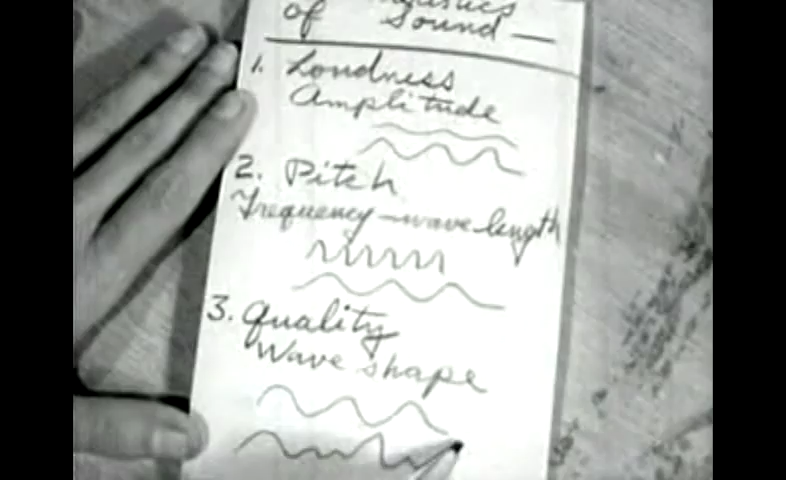 of Sound —
1. Loudness
Amplitude
2. Pitch
Frequency—wave length
3. Quality
Wave shape